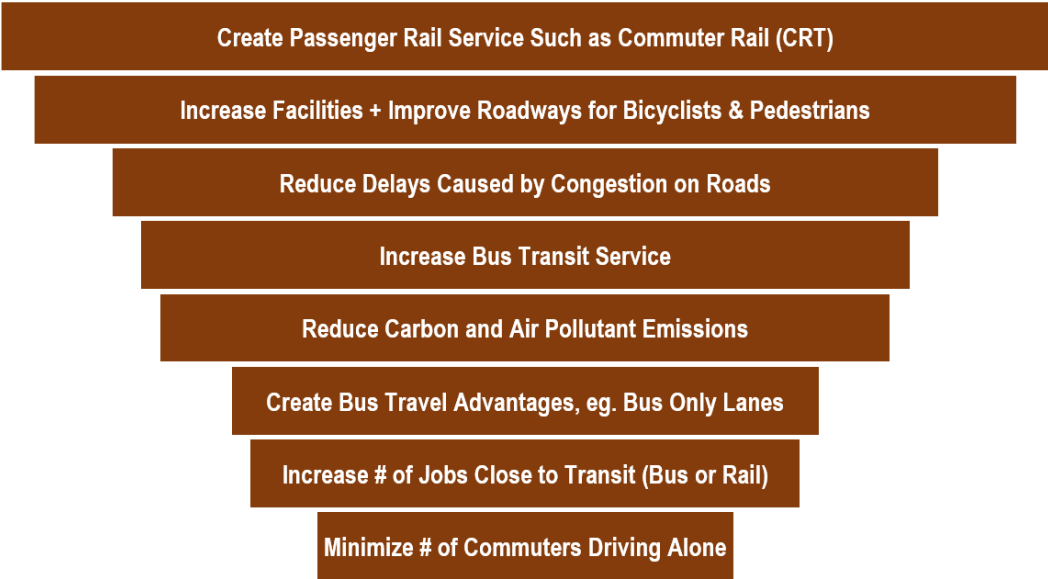 Create Passenger Rail Service Such as Commuter Rail (CRT)
Increase Facilities + Improve Roadways for Bicyclists & Pedestrians
Reduce Delays Caused by Congestion on Roads
Increase Bus Transit Service
Reduce Carbon and Air Pollutant Emissions
Create Bus Travel Advantages, eg. Bus Only Lanes
Increase # of Jobs Close to Transit (Bus or Rail)
Minimize # of Commuters Driving Alone